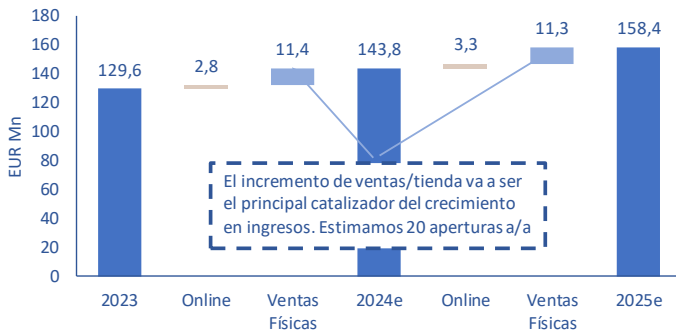 180
160
140
120
100
80
60
40
20
0
EUR Mn
129,6
2,8
11,4
143,8
3,3
11,3
158,4
El incremento de ventas/tienda va a ser
el principal catalizador del crecimiento
en ingresos. Estimamos 20 aperturas a/a
2023
Online
Ventas
Físicas
2024e
Online
Ventas
Físicas
2025e